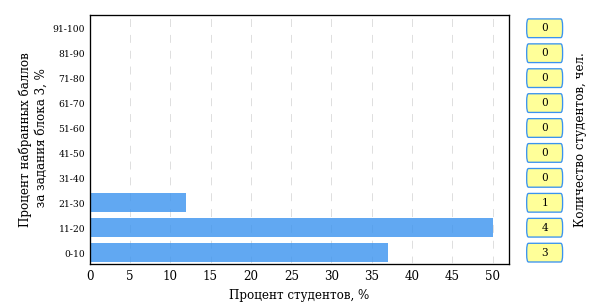 Процент набранных баллов
за задания блока 3, %
91-100 0
81-90 0
71-80 0
61-70 0
51-60 0
41-50 0
31-40 0
21-30 1
11-20 4
0-10 3
Количество студентов, чел.
0 5 10 15 20 25 30 35 40 45 50
Процент студентов, %